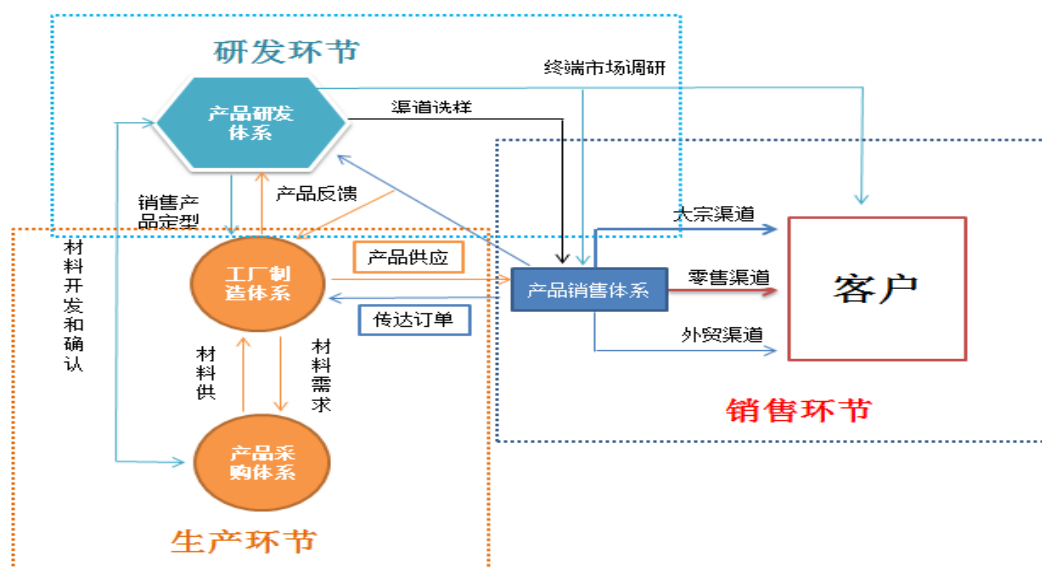 研发环节
终端市场调研
产品研发
体系
渠道选样
销售产
品定型
产品反馈
材料开发和确认
大宗渠道
工厂制
造体系
产品供应
产品销售体系
零售渠道
客户
传达订单
外贸渠道
材料供
材料需求
销售环节
产品采
购体系
生产环节